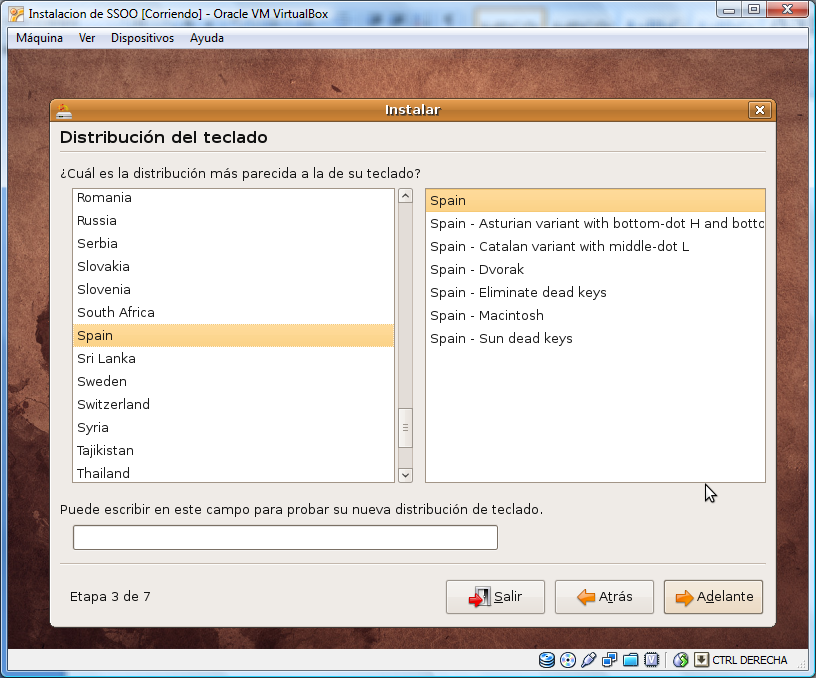 Instalacion de SSOO [Corriendo] - Oracle VM VirtualBox
Máquina Ver Dispositivos Ayuda
Instalar
Distribución del teclado
¿Cuál es la distribución más parecida a la de su teclado?
Romania
Russia
Serbia
Slovakia
Slovenia
South Africa
Spain
Sri Lanka
Sweden
Switzerland
Syria
Tajikistan
Thailand
Spain
Spain - Asturian variant with bottom-dot H and botto
Spain - Catalan variant with middle-dot L
Spain - Dvorak
Spain - Eliminate dead keys
Spain - Macintosh
Spain - Sun dead keys
Puede escribir en este campo para probar su nueva distribución de teclado.
Etapa 3 de 7
Salir
Atrás
Adelante
CTRL DERECHA